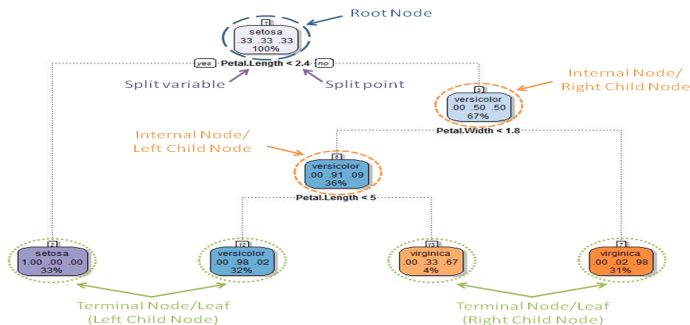 Root Node
1
setosa
.33 .33 .33
100%
yes Petal.Length < 2.4 no
Split variable
Split point
Internal Node/
Right Child Node
3
versicolor
.00 .50 .50
67%
Petal.Width < 1.8
Internal Node/
Left Child Node
6
versicolor
.00 .91 .09
36%
Petal.Length < 5
2
setosa
1.00 .00 .00
33%
12
versicolor
.00 .98 .02
32%
13
virginica
.00 .33 .67
4%
7
virginica
.00 .02 .98
31%
Terminal Node/Leaf
(Left Child Node)
Terminal Node/Leaf
(Right Child Node)